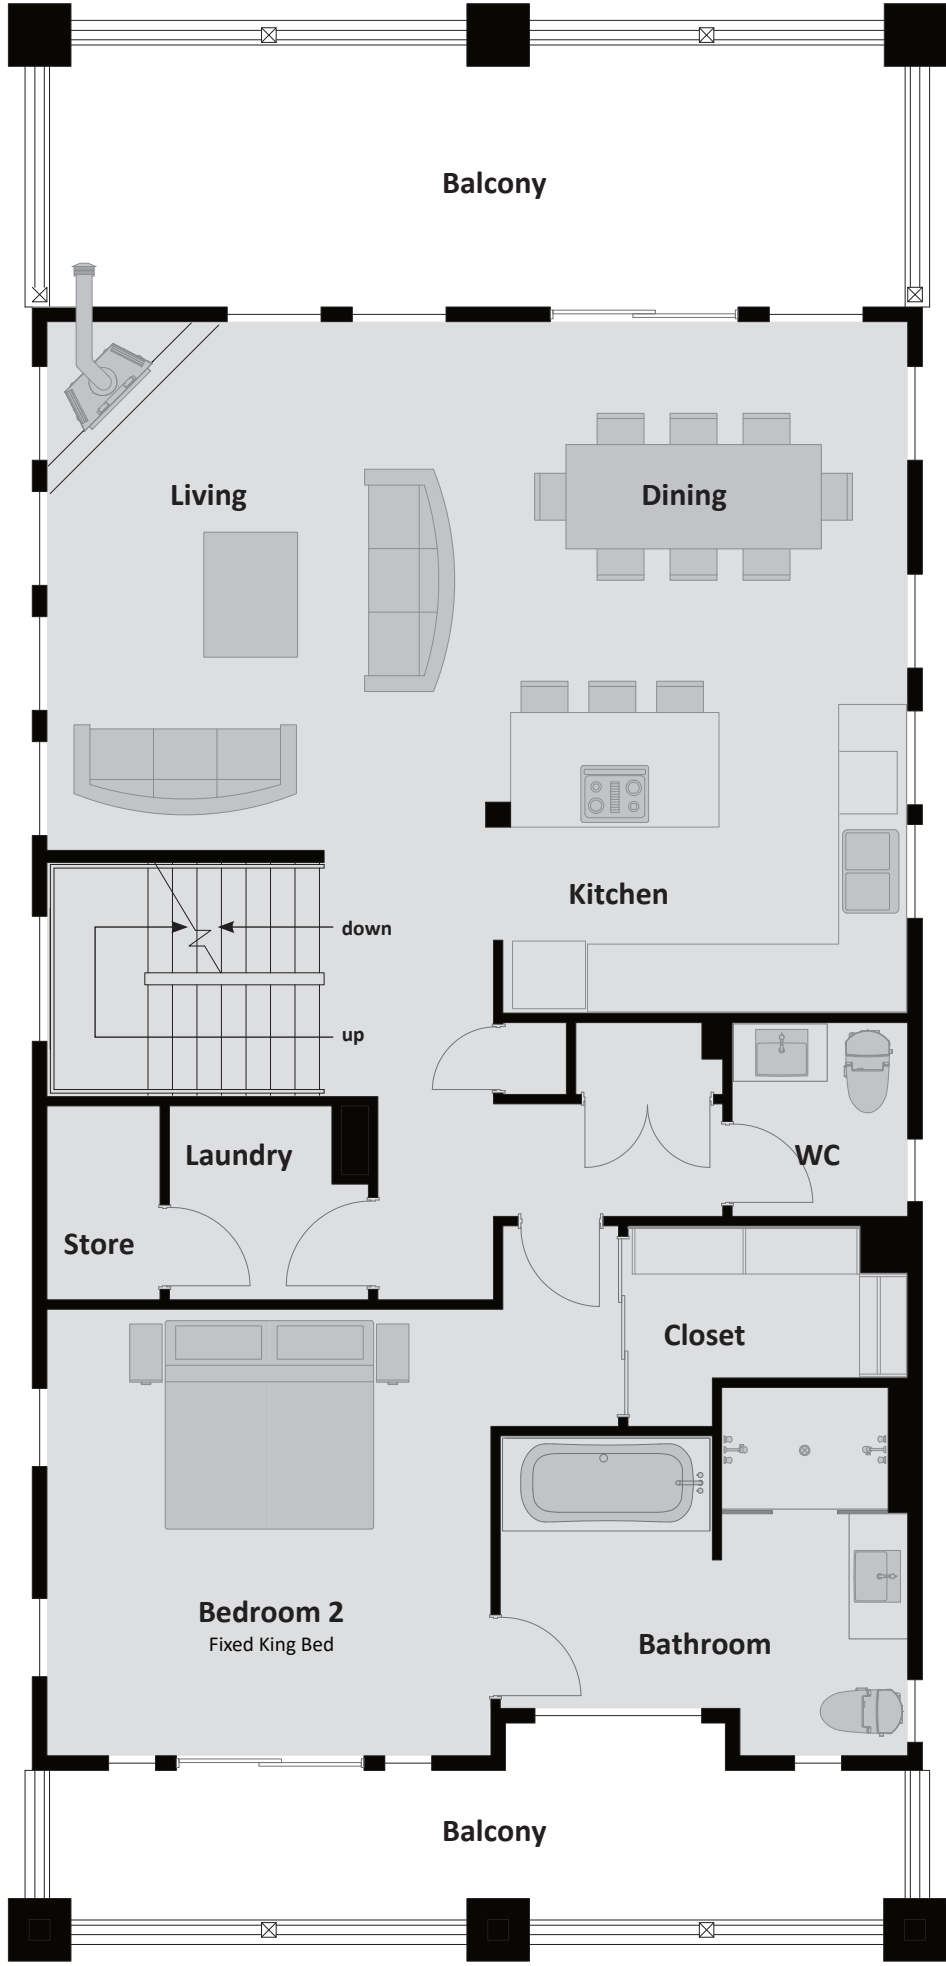 Balcony
Living
Dining
Kitchen
down
up
Laundry
WC
Store
Closet
Bedroom 2
Fixed King Bed
Bathroom
Balcony